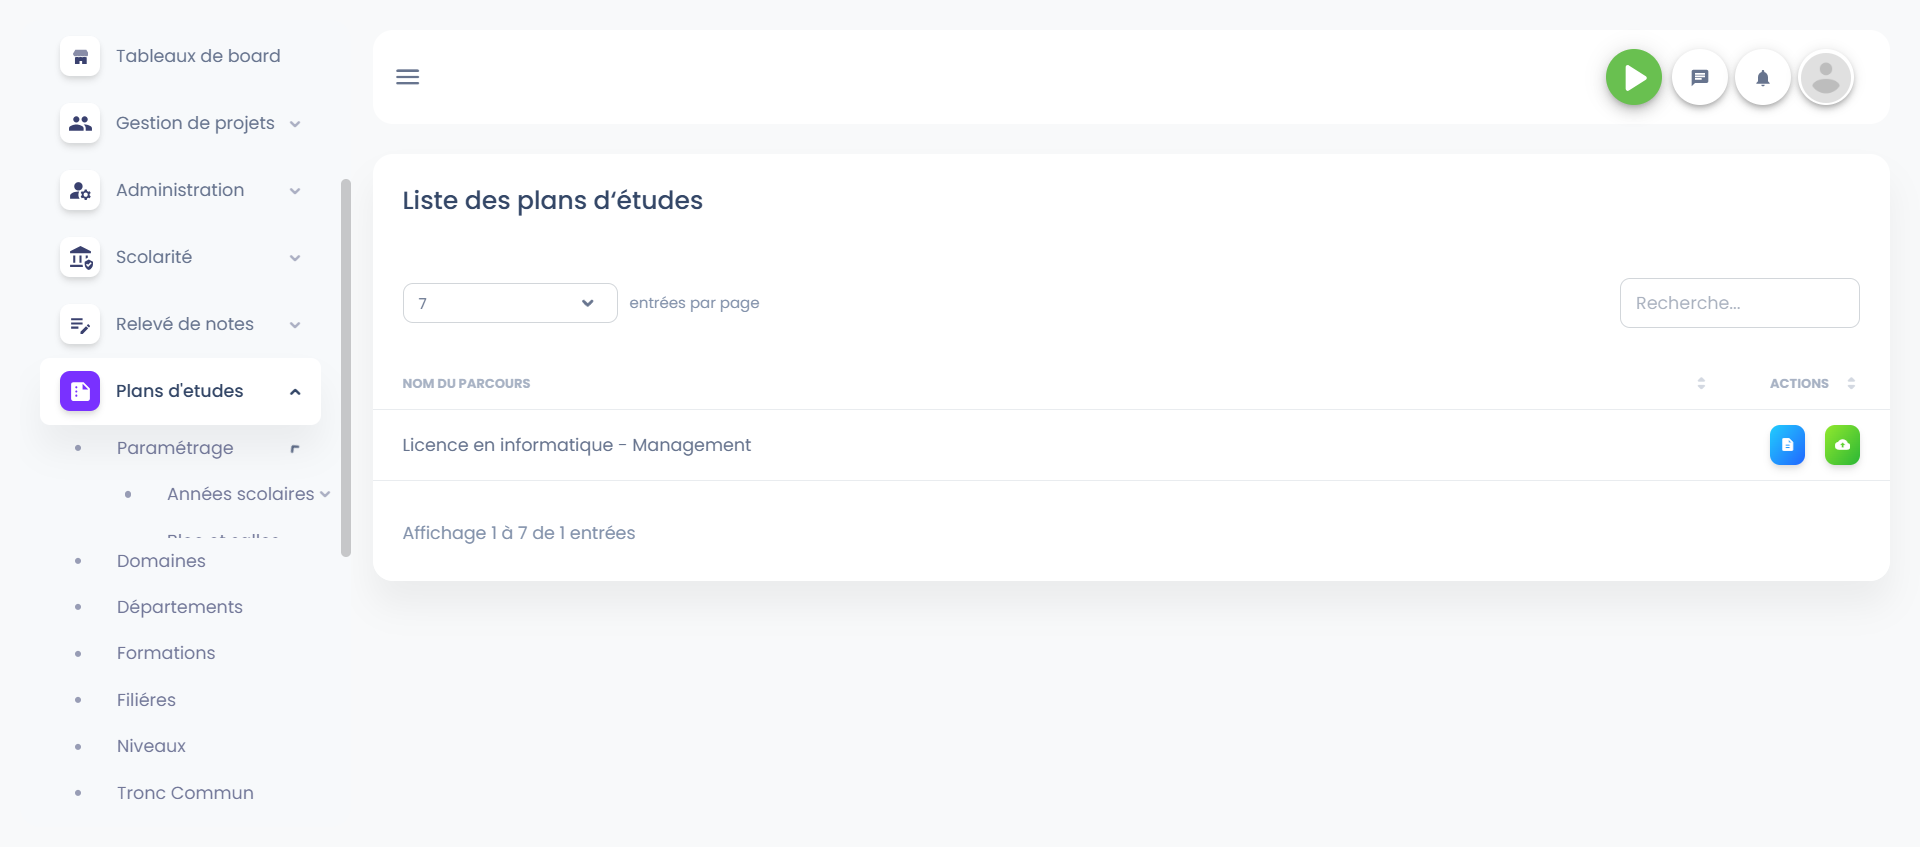 Tableaux de board
Gestion de projets
Administration
Scolarité
Relevé de notes
Plans d'etudes
Paramétrage
Années scolaires
Domaines
Départements
Formations
Filiéres
Niveaux
Tronc Commun
Liste des plans d‘études
7
entrées par page
Recherche...
NOM DU PARCOURS
ACTIONS
Licence en informatique - Management
Affichage 1 à 7 de 1 entrées